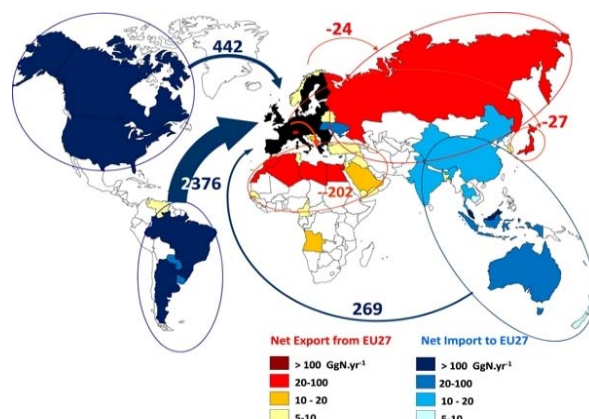 -24
442
-27
2376
-202
269
Net Export from EU27
> 100 GgN.yr-1
20-100
10 - 20
5-10
Net Import to EU27
> 100 GgN.yr-1
20-100
10 - 20
5-10